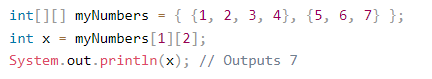 int[][] myNumbers = { {1, 2, 3, 4}, {5, 6, 7} };
int x = myNumbers[1][2];
System.out.println(x); // Outputs 7